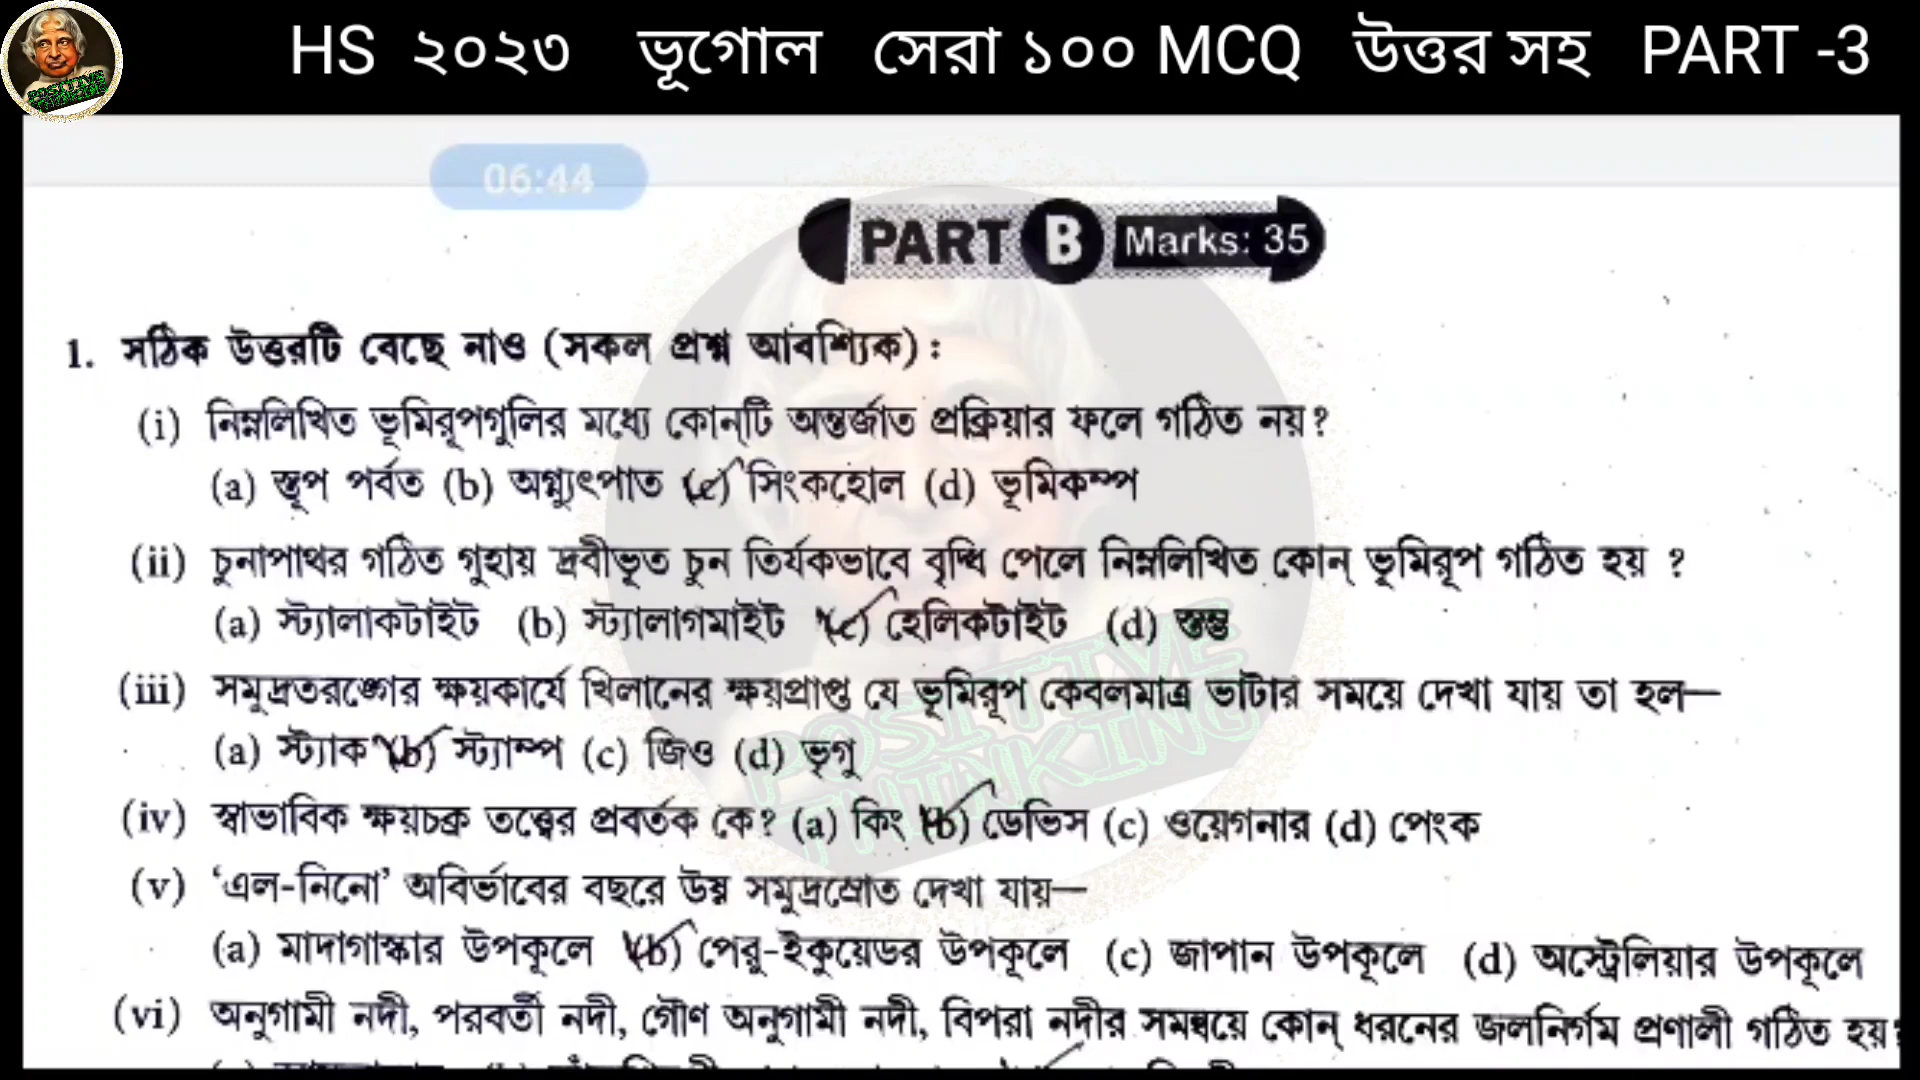 HS ২০২৩ ভূগোল সেরা ১০০ MCQ উত্তর সহ PART -3
POSITIVE THINKING
06:44
PART B Marks: 35
1. সঠিক উত্তরটি বেছে নাও (সকল প্রশ্ন আবশ্যিক) :
(i) নিম্নলিখিত ভূমিরূপগুলির মধ্যে কোন্‌টি অন্তর্জাত প্রক্রিয়ার ফলে গঠিত নয়?
(a) স্তূপ পর্বত (b) অগ্ন্যুৎপাত (c) সিংকহোল (d) ভূমিকম্প
(ii) চুনাপাথর গঠিত গুহায় দ্রবীভূত চুন তির্যকভাবে বৃদ্ধি পেলে নিম্নলিখিত কোন্ ভূমিরূপ গঠিত হয় ?
(a) স্ট্যালাকটাইট (b) স্ট্যালাগমাইট (c) হেলিকটাইট (d) স্তম্ভ
(iii) সমুদ্রতরঙ্গের ক্ষয়কার্যে খিলানের ক্ষয়প্রাপ্ত যে ভূমিরূপ কেবলমাত্র ভাটার সময়ে দেখা যায় তা হল—
(a) স্ট্যাক (b) স্ট্যাম্প (c) জিও (d) ভৃগু
(iv) স্বাভাবিক ক্ষয়চক্র তত্ত্বের প্রবর্তক কে? (a) কিং (b) ডেভিস (c) ওয়েগনার (d) পেংক
(v) ‘এল-নিনো’ অবির্ভাবের বছরে উষ্ণ সমুদ্রস্রোত দেখা যায়—
(a) মাদাগাস্কার উপকূলে (b) পেরু-ইকুয়েডর উপকূলে (c) জাপান উপকূলে (d) অস্ট্রেলিয়ার উপকূলে
(vi) অনুগামী নদী, পরবর্তী নদী, গৌণ অনুগামী নদী, বিপরা নদীর সমন্বয়ে কোন্ ধরনের জলনির্গম প্রণালী গঠিত হয়?
POSITIVE
THINKING